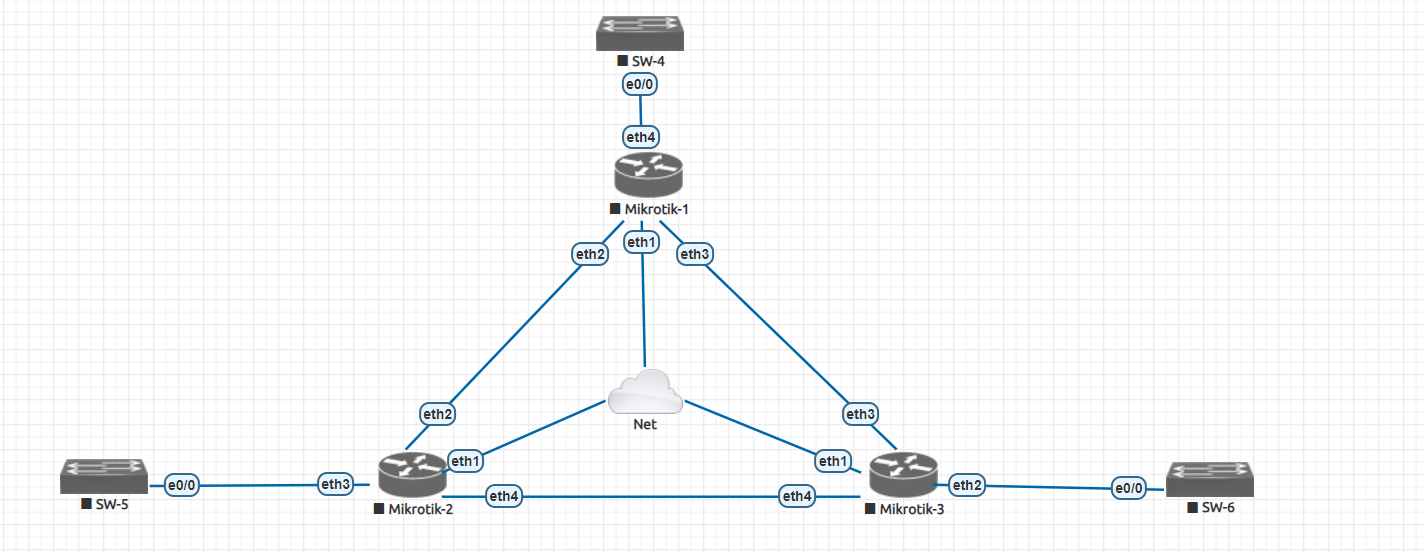 SW-4
e0/0
eth4
Mikrotik-1
eth2
eth1
eth3
eth2
eth3
Net
eth1
eth1
SW-5
e0/0
eth3
eth4
eth4
eth2
e0/0
Mikrotik-2
Mikrotik-3
SW-6